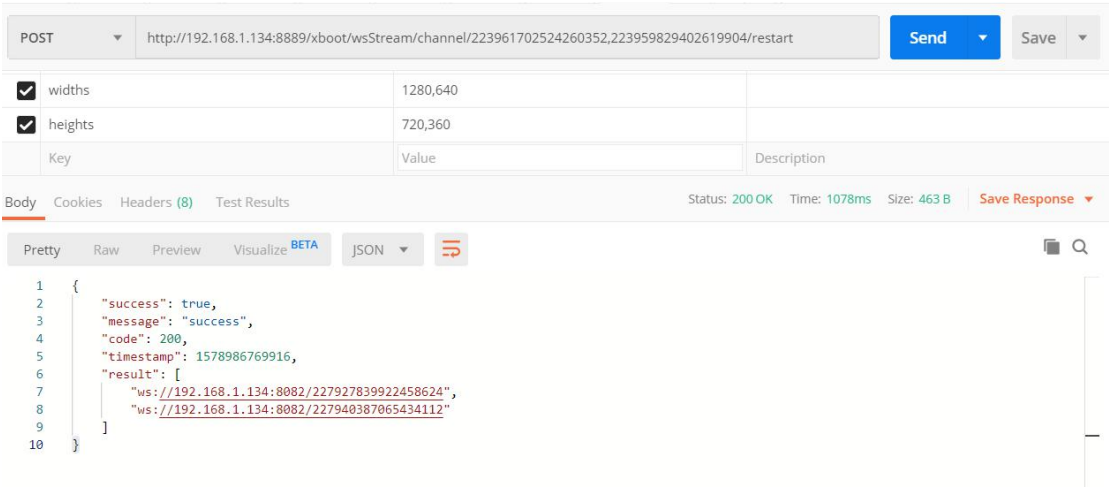 POST http://192.168.1.134:8889/xboot/wsStream/channel/223961702524260352,223959829402619904/restart Send Save
widths 1280,640
heights 720,360
Key Value Description
Body Cookies Headers (8) Test Results Status: 200 OK Time: 1078ms Size: 463 B Save Response
Pretty Raw Preview Visualize BETA JSON
1 {
2 "success": true,
3 "message": "success",
4 "code": 200,
5 "timestamp": 1578986769916,
6 "result": [
7 "ws://192.168.1.134:8082/227927839922458624",
8 "ws://192.168.1.134:8082/227940387065434112"
9 ]
10 }